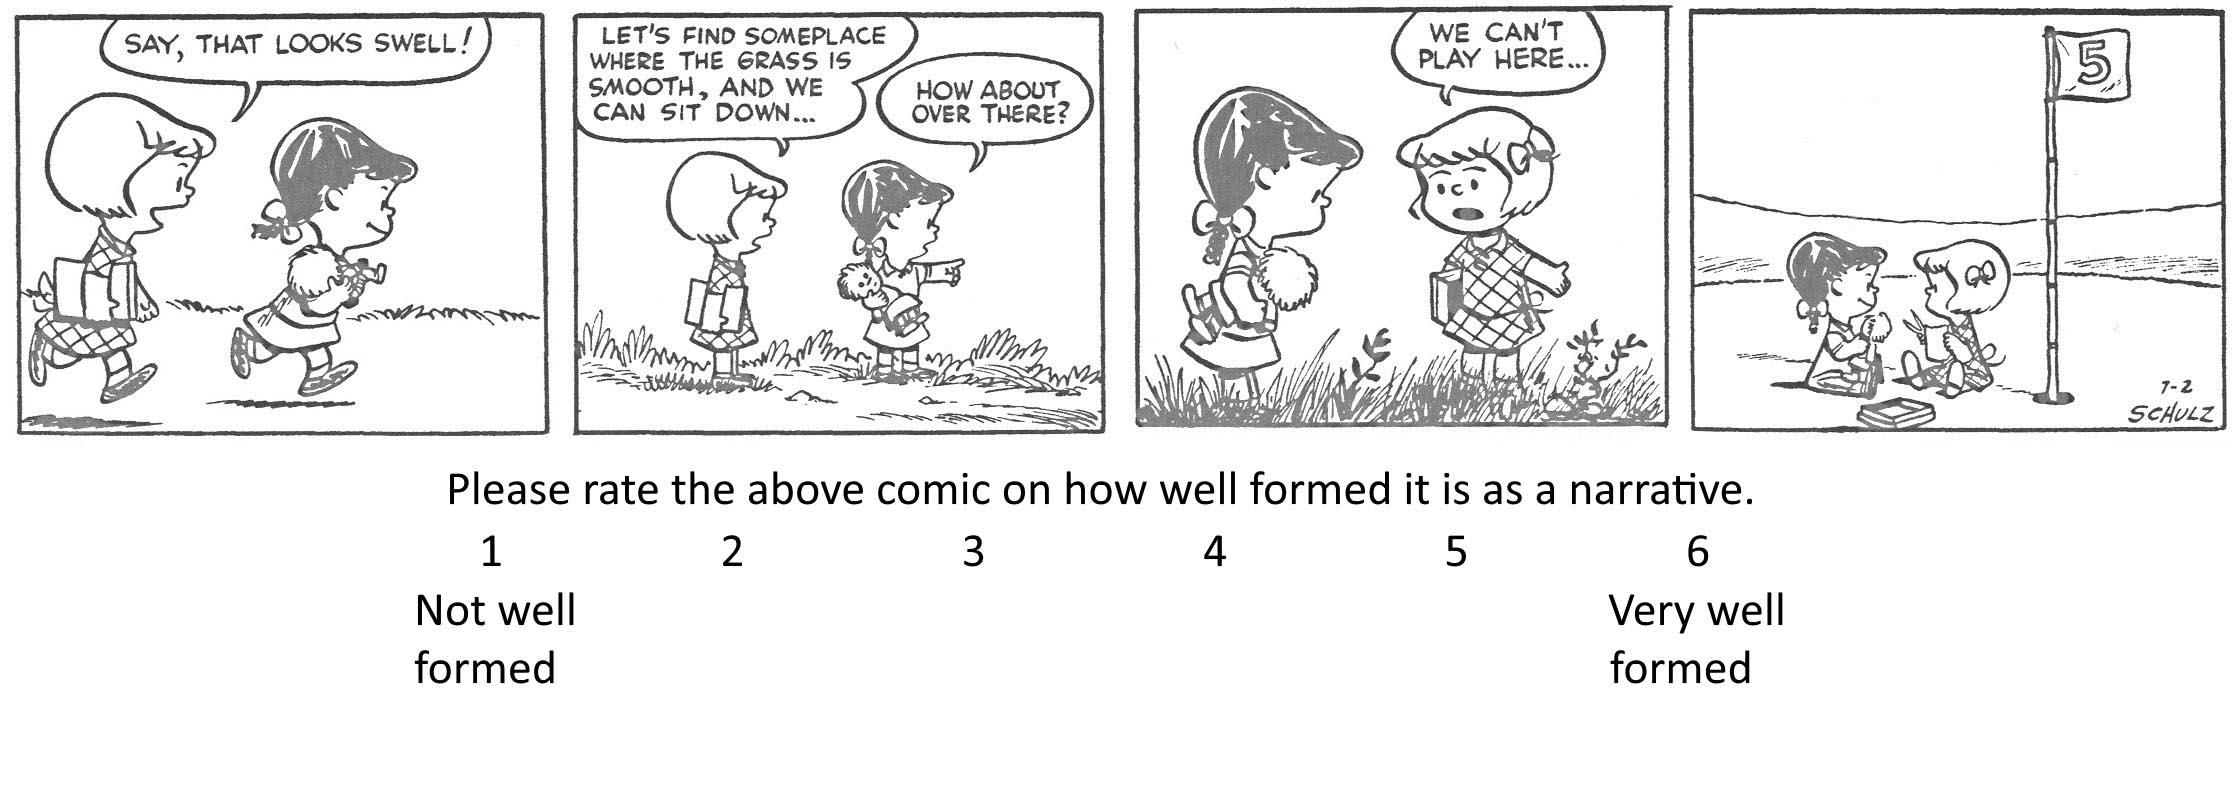 SAY, THAT LOOKS SWELL!
LET'S FIND SOMEPLACE
WHERE THE GRASS IS
SMOOTH, AND WE
CAN SIT DOWN...
HOW ABOUT
OVER THERE?
WE CAN'T
PLAY HERE...
5
7-2
SCHULZ
Please rate the above comic on how well formed it is as a narrative.
1 2 3 4 5 6
Not well
formed
Very well
formed